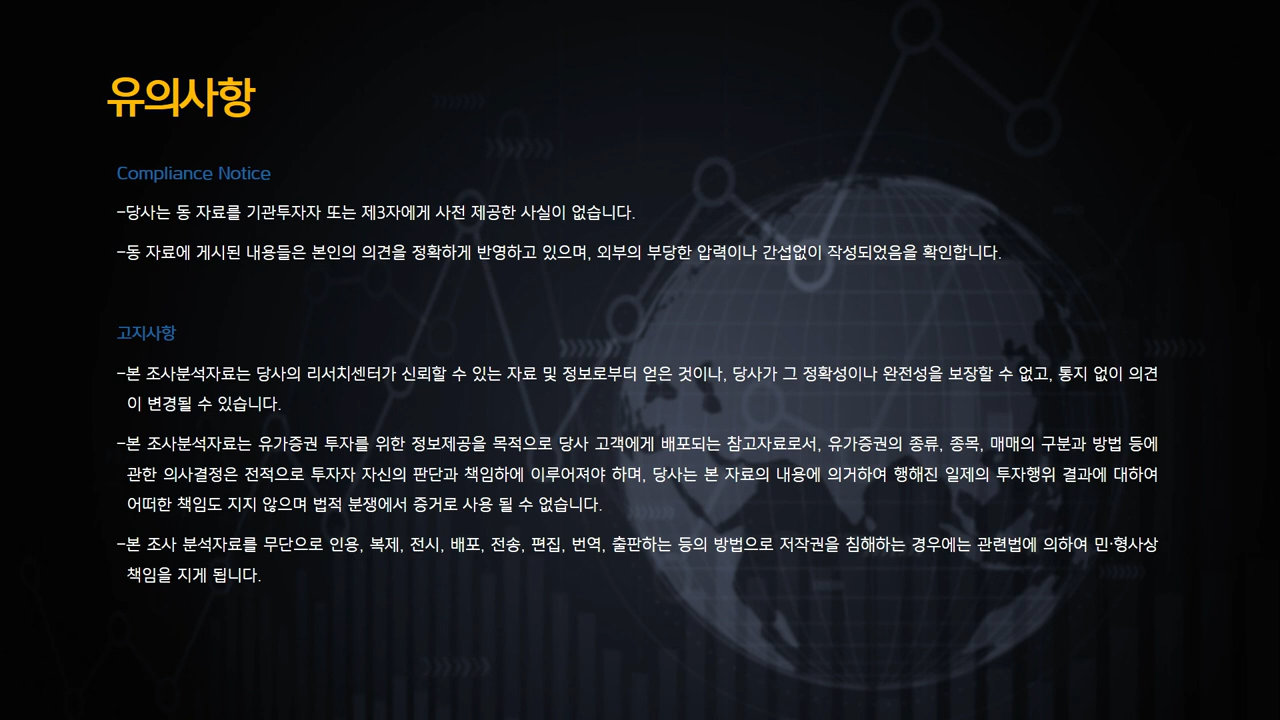 유의사항
Compliance Notice
-당사는 동 자료를 기관투자자 또는 제3자에게 사전 제공한 사실이 없습니다.
-동 자료에 게시된 내용들은 본인의 의견을 정확하게 반영하고 있으며, 외부의 부당한 압력이나 간섭없이 작성되었음을 확인합니다.
고지사항
-본 조사분석자료는 당사의 리서치센터가 신뢰할 수 있는 자료 및 정보로부터 얻은 것이나, 당사가 그 정확성이나 완전성을 보장할 수 없고, 통지 없이 의견
이 변경될 수 있습니다.
-본 조사분석자료는 유가증권 투자를 위한 정보제공을 목적으로 당사 고객에게 배포되는 참고자료로서, 유가증권의 종류, 종목, 매매의 구분과 방법 등에
관한 의사결정은 전적으로 투자자 자신의 판단과 책임하에 이루어져야 하며, 당사는 본 자료의 내용에 의거하여 행해진 일체의 투자행위 결과에 대하여
어떠한 책임도 지지 않으며 법적 분쟁에서 증거로 사용 될 수 없습니다.
-본 조사 분석자료를 무단으로 인용, 복제, 전시, 배포, 전송, 편집, 번역, 출판하는 등의 방법으로 저작권을 침해하는 경우에는 관련법에 의하여 민·형사상
책임을 지게 됩니다.